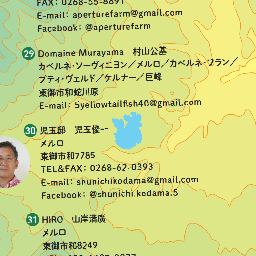 FAX: 0268-55-8891
E-mail: aperturefarm@gmail.com
Facebook: @aperturefarm
29 Domaine Murayama 村山公基
カベルネ・ソーヴィニヨン／メルロ／カベルネ・フラン／
プティ・ヴェルド／ケルナー／巨峰
東御市和蛇川原
E-mail: 5yellowtailfish40@gmail.com
30 児玉邸 児玉俊一
メルロ
東御市和7765
TEL&FAX: 0268-62-0393
E-mail: shunichikodama@gmail.com
Facebook: @shunichi.kodama.5
31 HIRO 山岸満廣
メルロ
東御市和8249